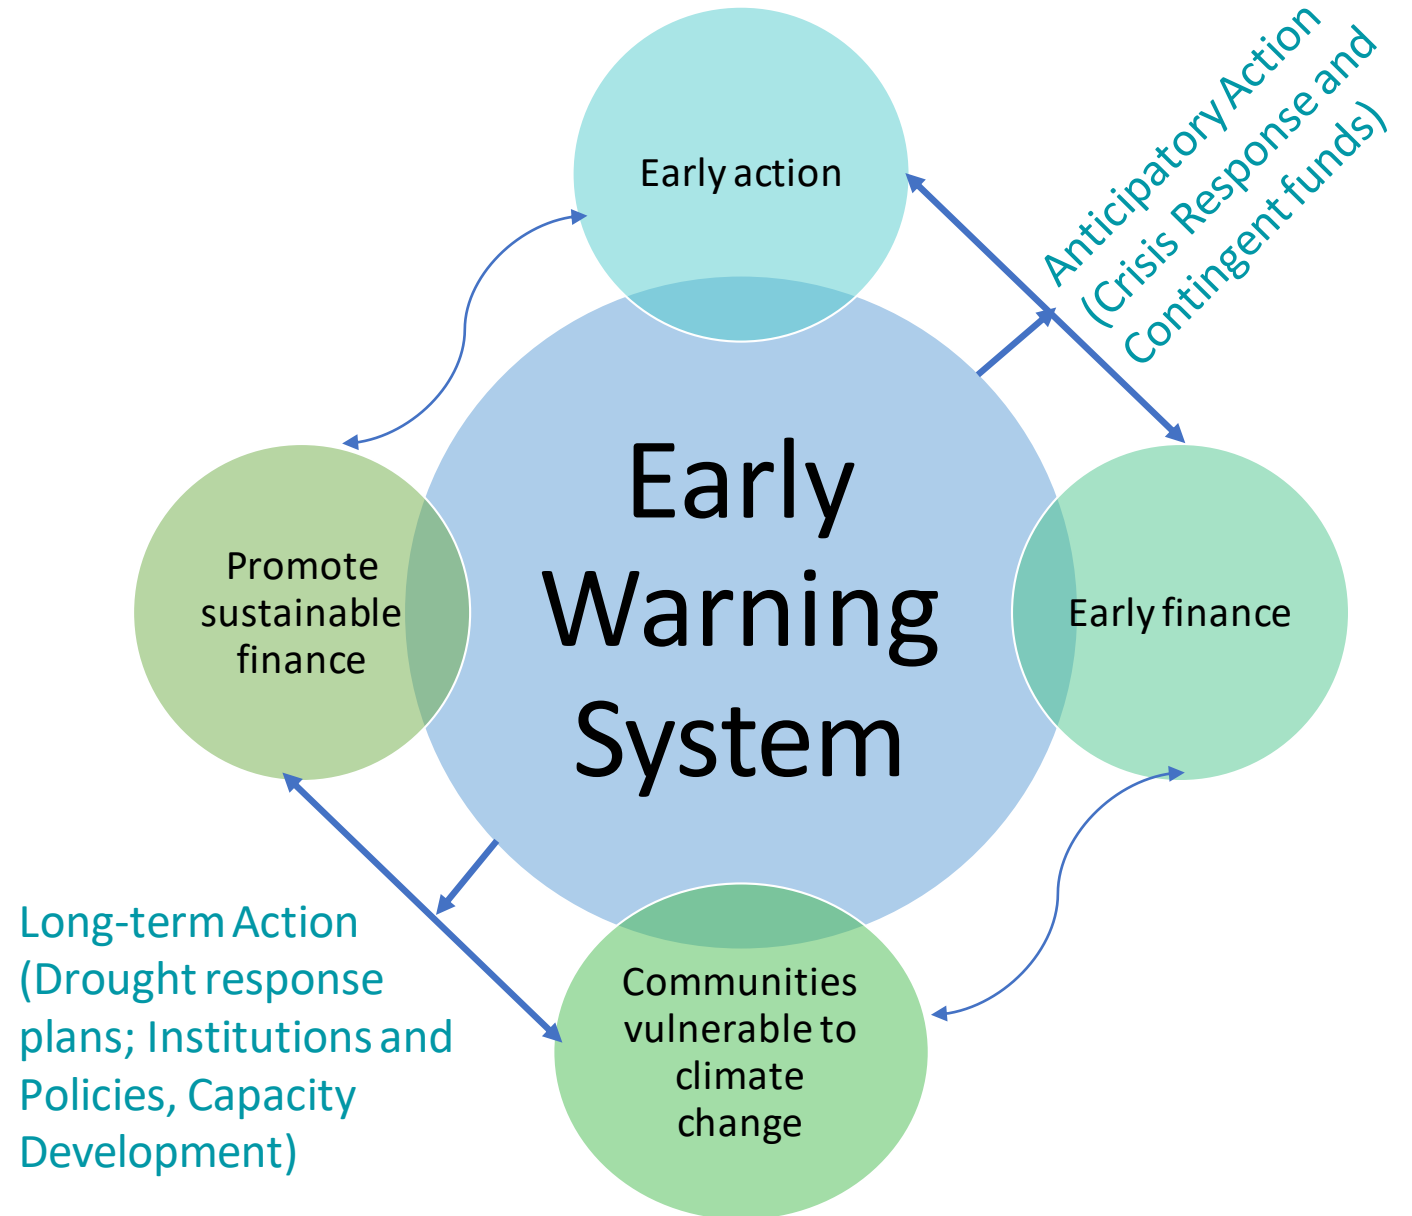 Early action
Anticipatory Action
(Crisis Response and
Contingent funds)
Early
Warning
System
Promote
sustainable
finance
Early finance
Communities
vulnerable to
climate
change
Long-term Action
(Drought response
plans; Institutions and
Policies, Capacity
Development)